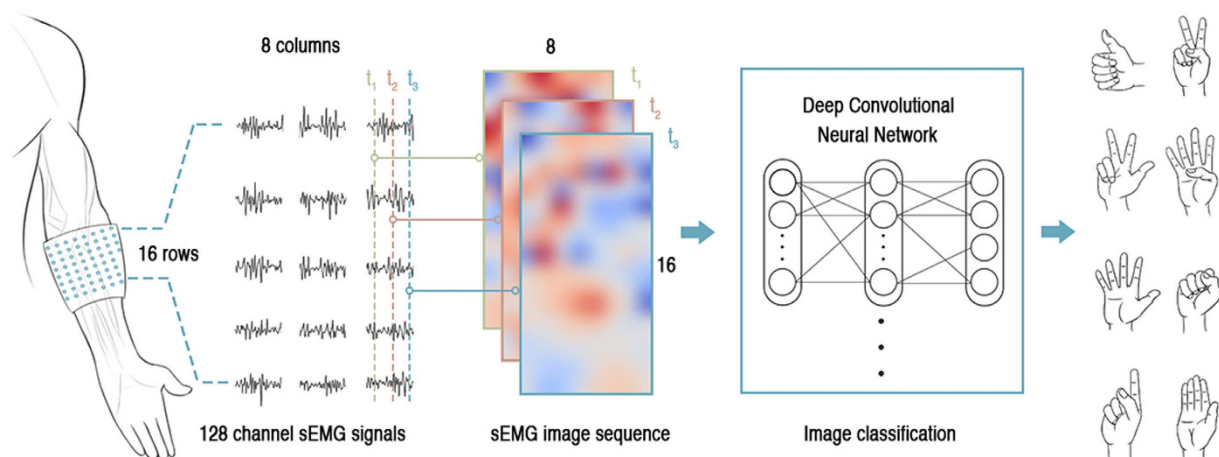 8 columns
t1 t2 t3
16 rows
128 channel sEMG signals
8
t1
t2
t3
16
sEMG image sequence
Deep Convolutional
Neural Network
Image classification